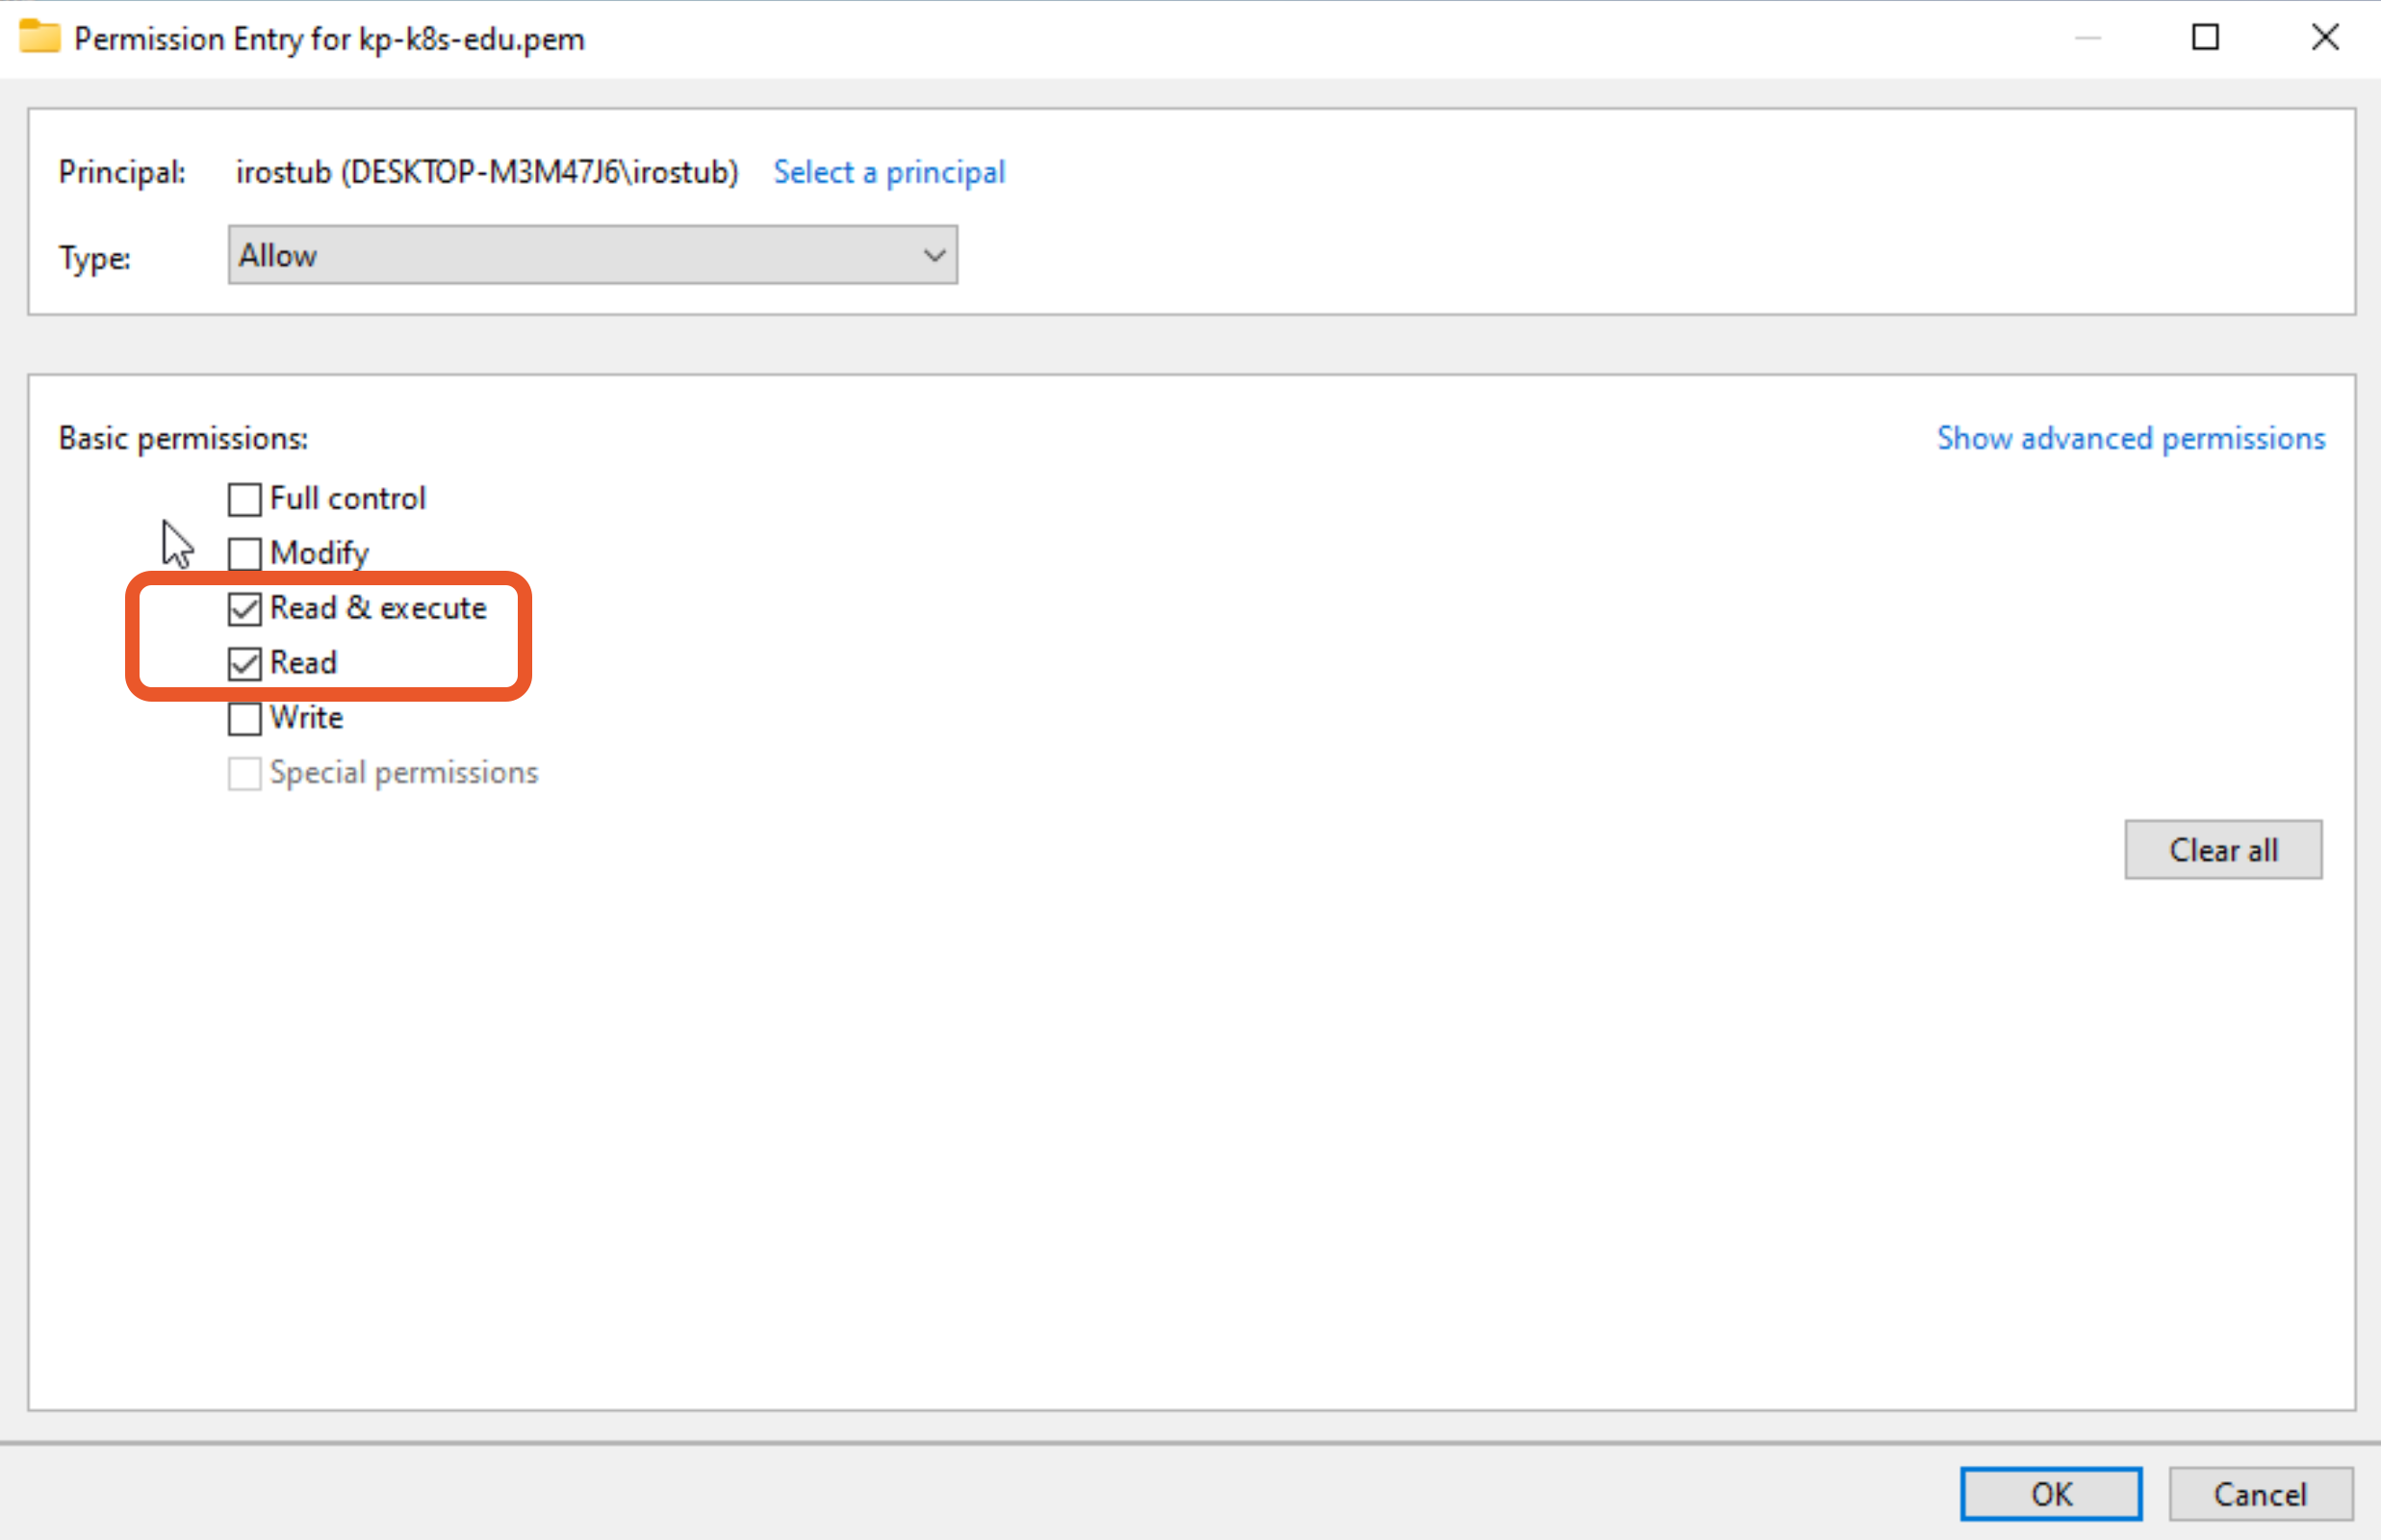 Permission Entry for kp-k8s-edu.pem
Principal: irostub (DESKTOP-M3M47J6\irostub) Select a principal
Type: Allow
Basic permissions: Show advanced permissions
Full control
Modify
Read & execute
Read
Write
Special permissions
Clear all
OK Cancel